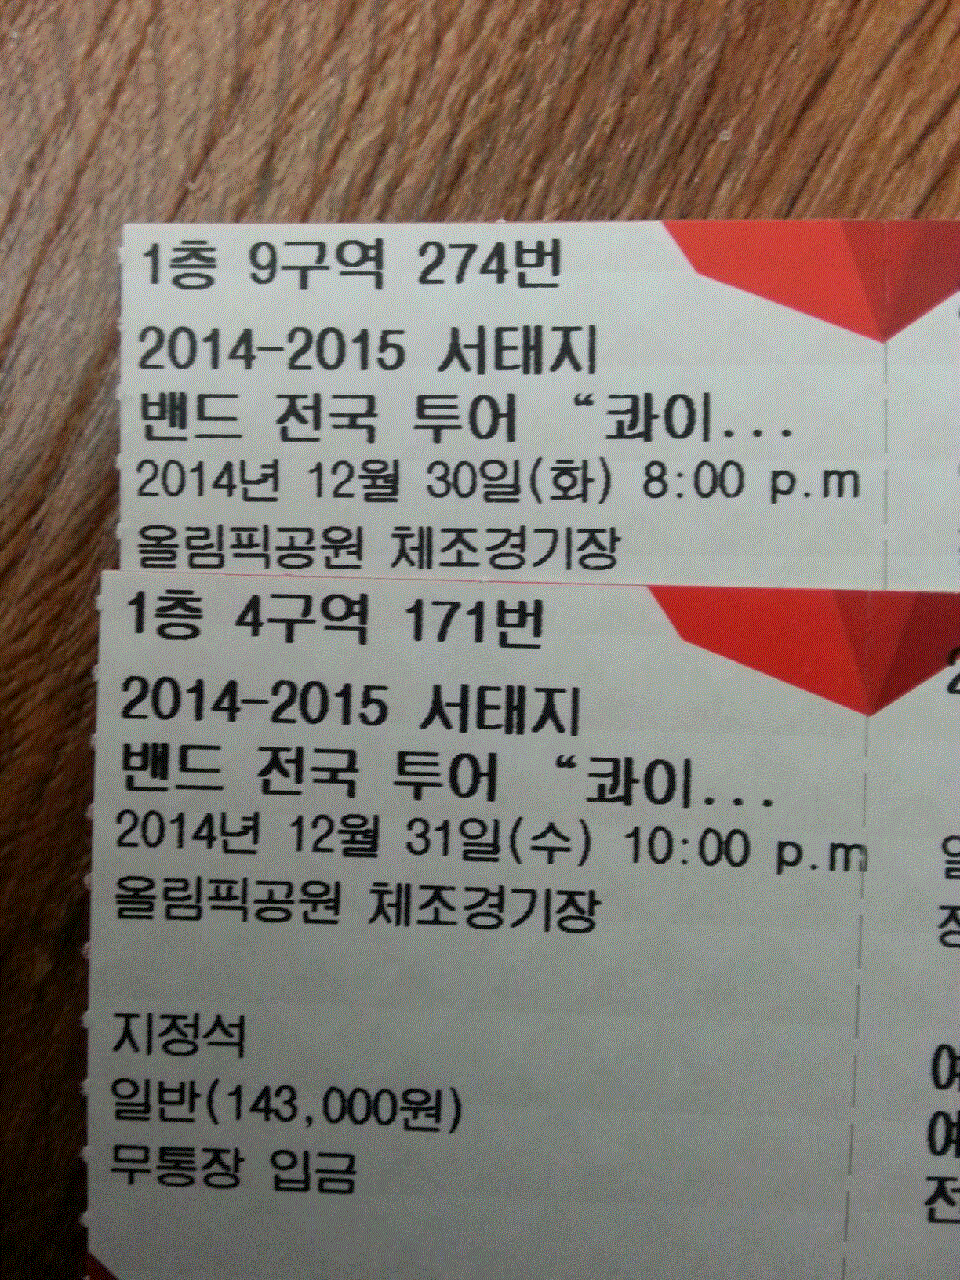 1층 9구역 274번
2014-2015 서태지
밴드 전국 투어 “콰이...
2014년 12월 30일(화) 8:00 p.m
올림픽공원 체조경기장
1층 4구역 171번
2014-2015 서태지
밴드 전국 투어 “콰이...
2014년 12월 31일(수) 10:00 p.m
올림픽공원 체조경기장
지정석
일반(143,000원)
무통장 입금